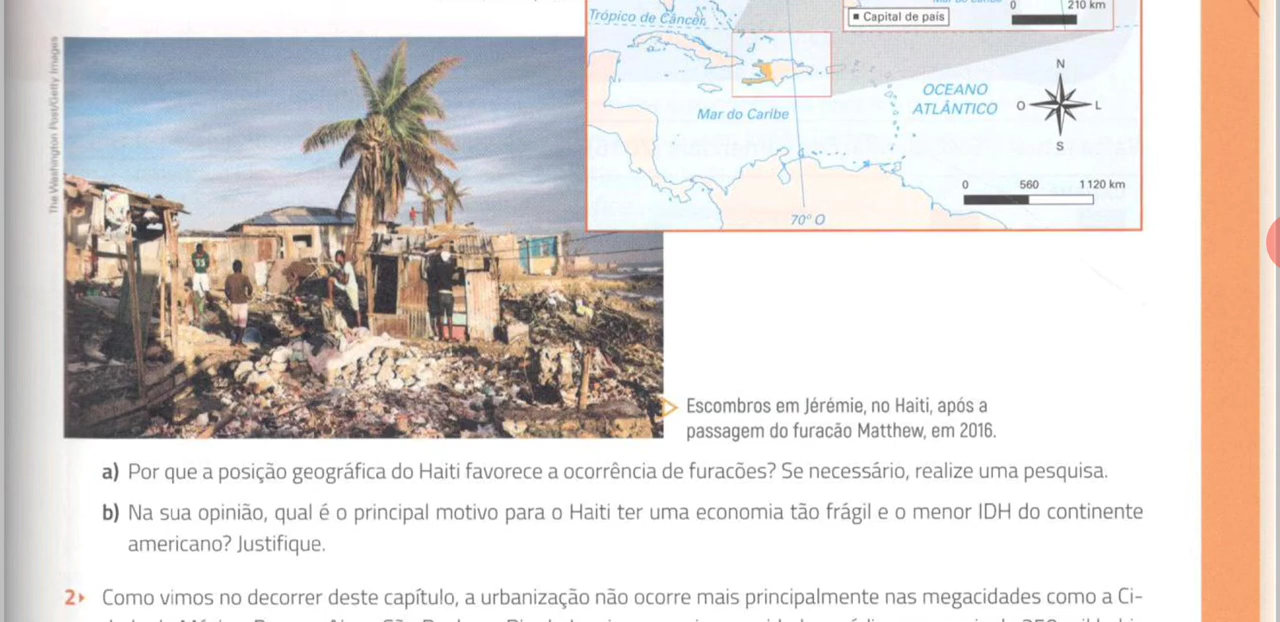 Mar do Caribe
0 210 km
Trópico de Câncer
Capital de país
N
OCEANO
ATLÂNTICO
O L
Mar do Caribe
S
0 560 1 120 km
70° O
The Washington Post/Getty Images
Escombros em Jérémie, no Haiti, após a
passagem do furacão Matthew, em 2016.
a) Por que a posição geográfica do Haiti favorece a ocorrência de furacões? Se necessário, realize uma pesquisa.
b) Na sua opinião, qual é o principal motivo para o Haiti ter uma economia tão frágil e o menor IDH do continente
americano? Justifique.
2 Como vimos no decorrer deste capítulo, a urbanização não ocorre mais principalmente nas megacidades como a Ci-